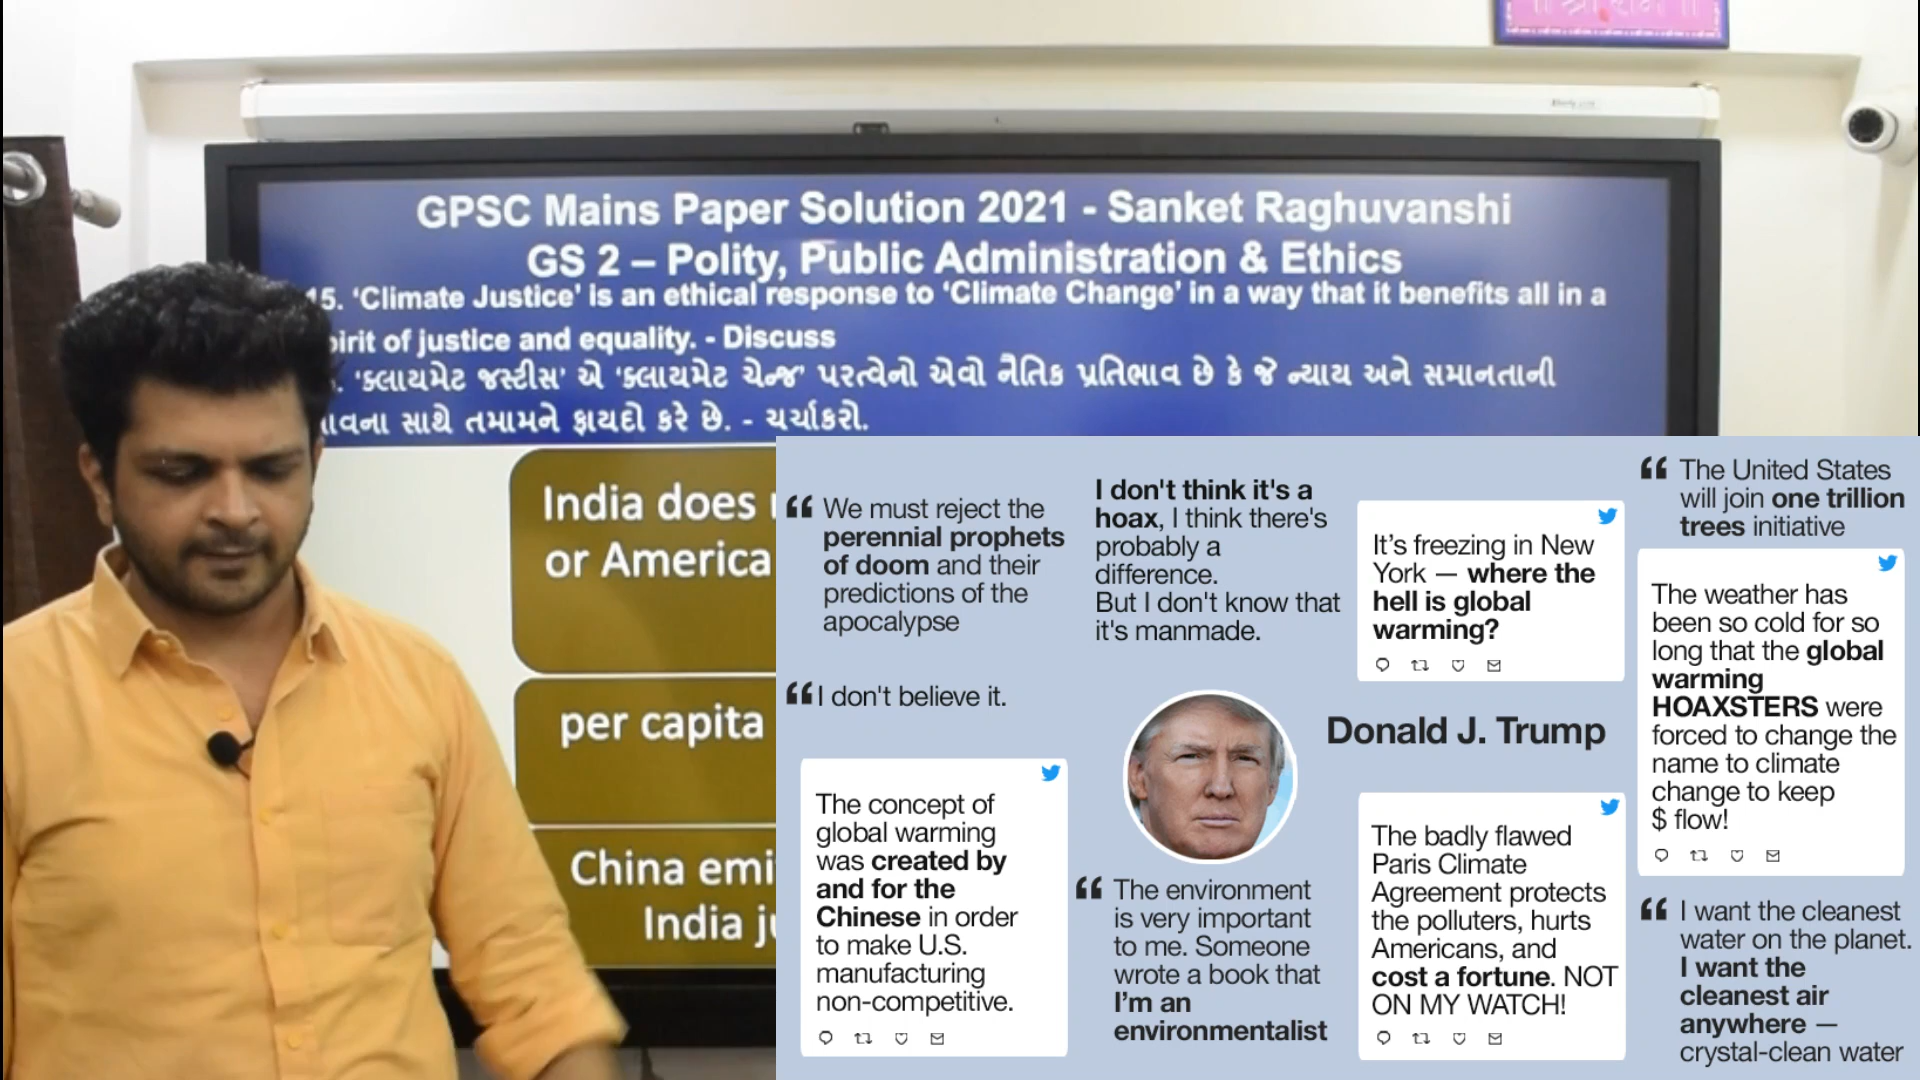 ॥ श्री राम ॥
GPSC Mains Paper Solution 2021 - Sanket Raghuvanshi
GS 2 – Polity, Public Administration & Ethics
15. ‘Climate Justice’ is an ethical response to ‘Climate Change’ in a way that it benefits all in a
pirit of justice and equality. - Discuss
. ‘ક્લાયમેટ જસ્ટીસ’ એ ‘ક્લાયમેટ ચેન્જ’ પરત્વેનો એવો નૈતિક પ્રતિભાવ છે કે જે ન્યાય અને સમાનતાની
ાવના સાથે તમામને ફાયદો કરે છે. - ચર્ચાકરો.
India does
or America
per capita
China emi
India ju
“ We must reject the
perennial prophets
of doom and their
predictions of the
apocalypse
“ I don't believe it.
The concept of
global warming
was created by
and for the
Chinese in order
to make U.S.
manufacturing
non-competitive.
I don't think it's a
hoax, I think there's
probably a
difference.
But I don't know that
it's manmade.
“ The environment
is very important
to me. Someone
wrote a book that
I’m an
environmentalist
It’s freezing in New
York — where the
hell is global
warming?
Donald J. Trump
The badly flawed
Paris Climate
Agreement protects
the polluters, hurts
Americans, and
cost a fortune. NOT
ON MY WATCH!
“ The United States
will join one trillion
trees initiative
The weather has
been so cold for so
long that the global
warming
HOAXSTERS were
forced to change the
name to climate
change to keep
$ flow!
“ I want the cleanest
water on the planet.
I want the
cleanest air
anywhere —
crystal-clean water